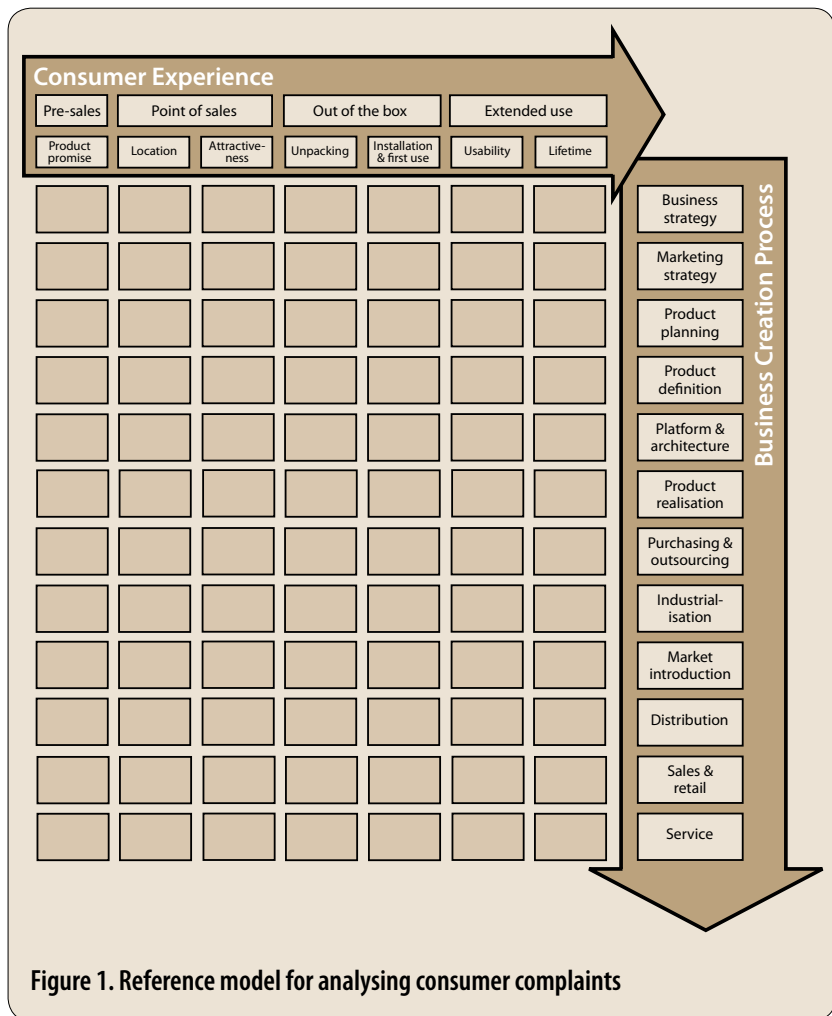 Consumer Experience
Pre-sales
Point of sales
Out of the box
Extended use
Product
promise
Location
Attractive-
ness
Unpacking
Installation
& first use
Usability
Lifetime
Business Creation Process
Business
strategy
Marketing
strategy
Product
planning
Product
definition
Platform &
architecture
Product
realisation
Purchasing &
outsourcing
Industrial-
isation
Market
introduction
Distribution
Sales &
retail
Service
Figure 1. Reference model for analysing consumer complaints